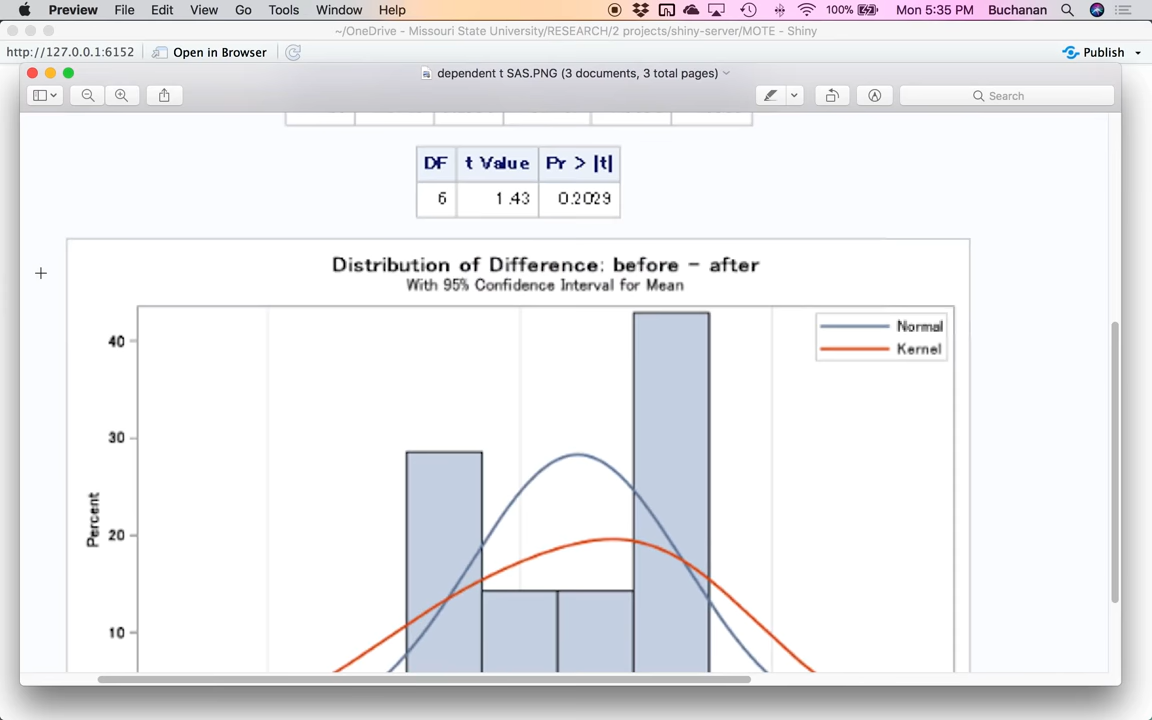 Preview File Edit View Go Tools Window Help 100% Mon 5:35 PM Buchanan
~/OneDrive - Missouri State University/RESEARCH/2 projects/shiny-server/MOTE - Shiny
http://127.0.0.1:6152 Open in Browser Publish
dependent t SAS.PNG (3 documents, 3 total pages)
Search
DF t Value Pr > |t|
6 1.43 0.2029
Distribution of Difference: before - after
With 95% Confidence Interval for Mean
Normal
Kernel
40
30
20
10
Percent